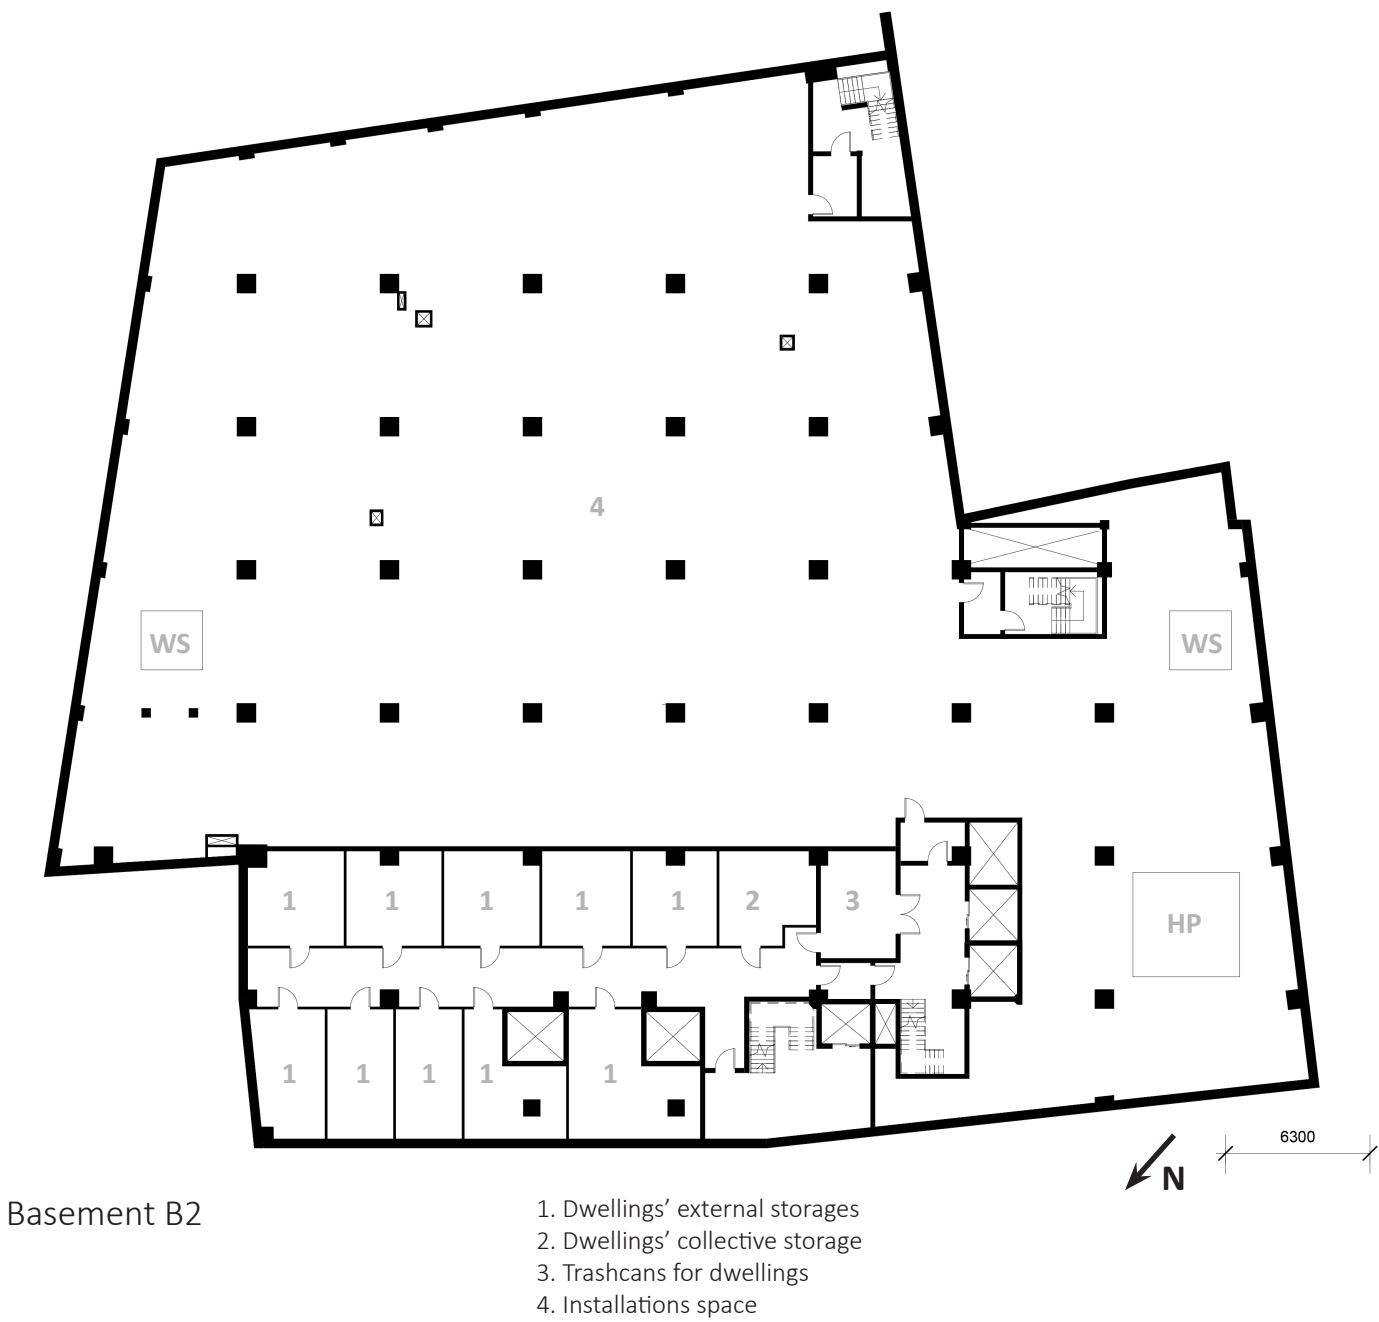 4
WS
WS
1
1
1
1
1
2
3
HP
1
1
1
1
1
6300
N
Basement B2
1. Dwellings’ external storages
2. Dwellings’ collective storage
3. Trashcans for dwellings
4. Installations space